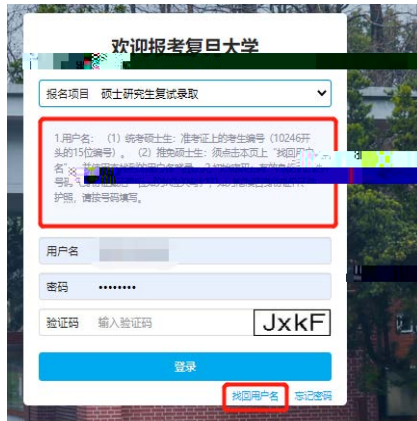 欢迎报考复旦大学
报名项目 硕士研究生复试录取
1.用户名：（1）统考硕士生：准考证上的考生编号（10246开
头的15位编号）。（2）推免硕士生：须点击本页上“找回用户
名”
护照，请按号码填写。
用户名
密码 ••••••••
验证码 输入验证码 JxkF
登录
找回用户名 忘记密码